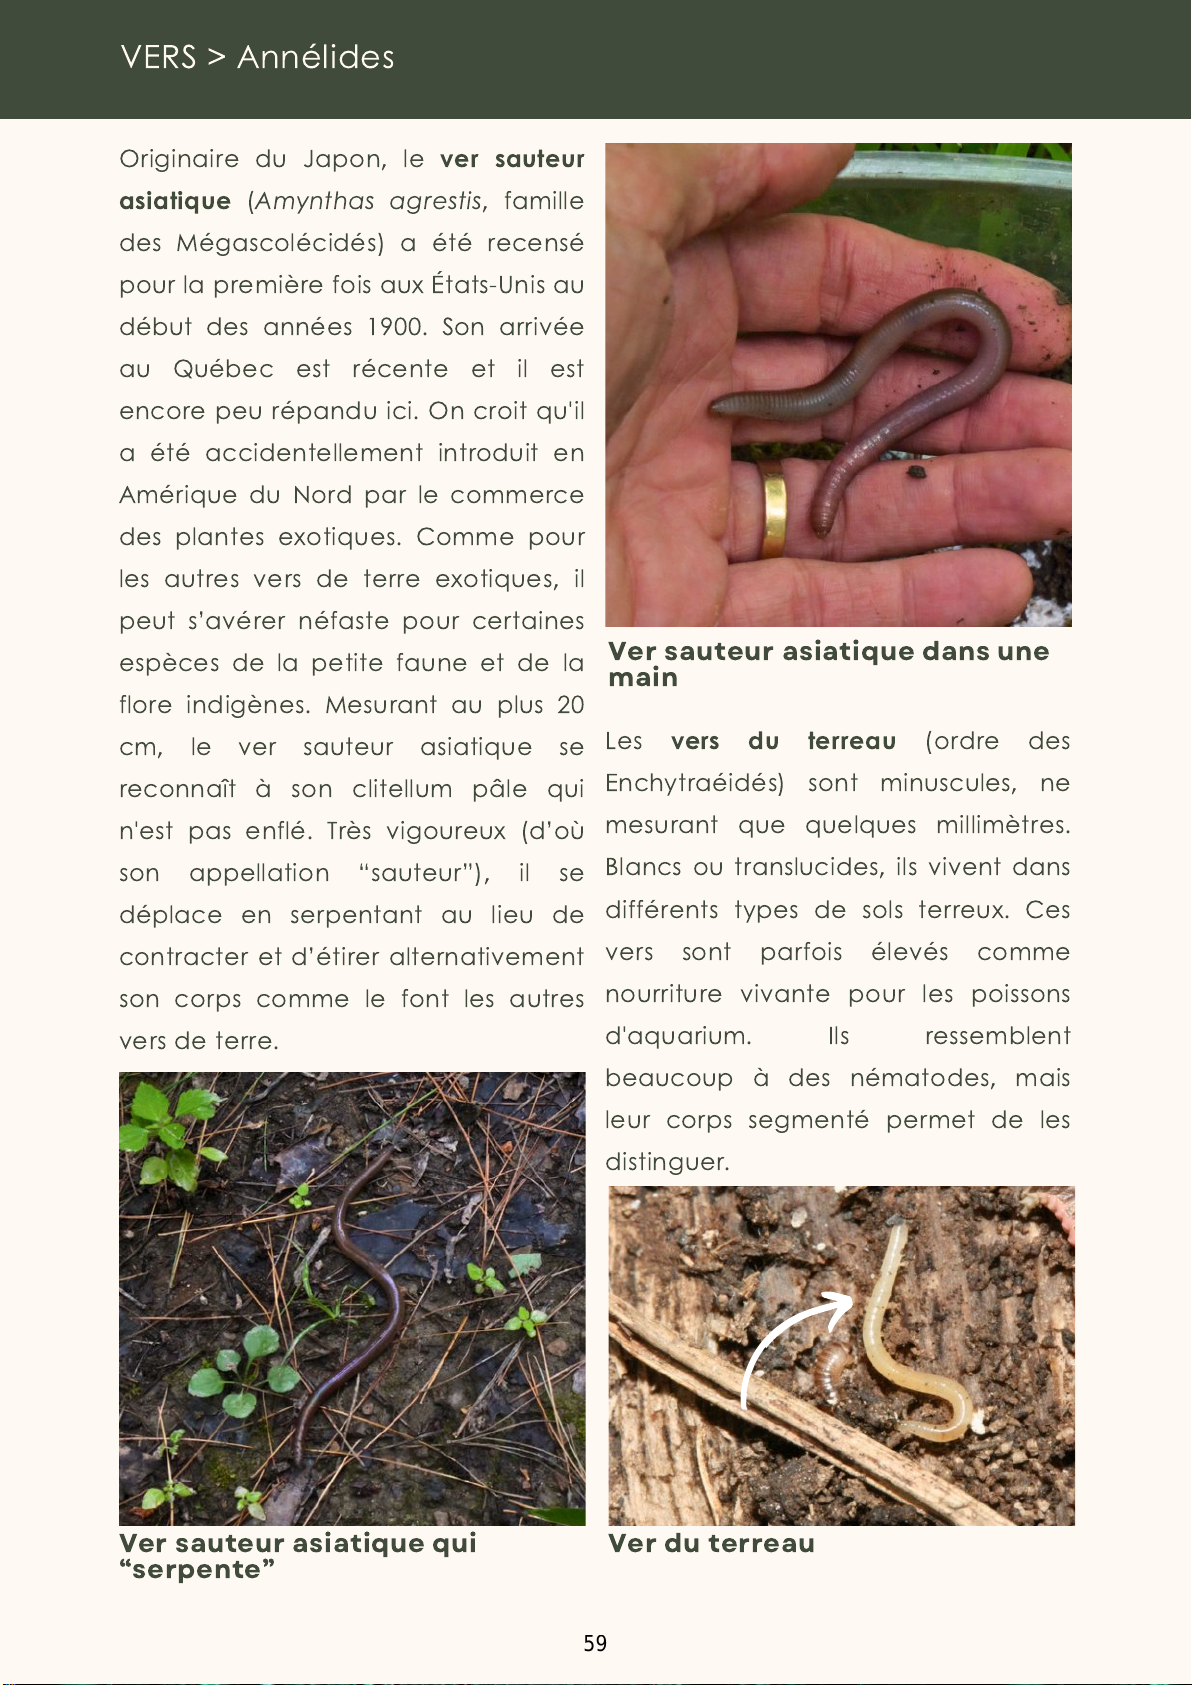 VERS > Annélides
Originaire du Japon, le ver sauteur
asiatique (Amynthas agrestis, famille
des Mégascolécidés) a été recensé
pour la première fois aux États-Unis au
début des années 1900. Son arrivée
au Québec est récente et il est
encore peu répandu ici. On croit qu'il
a été accidentellement introduit en
Amérique du Nord par le commerce
des plantes exotiques. Comme pour
les autres vers de terre exotiques, il
peut s’avérer néfaste pour certaines
espèces de la petite faune et de la
flore indigènes. Mesurant au plus 20
cm, le ver sauteur asiatique se
reconnaît à son clitellum pâle qui
n'est pas enflé. Très vigoureux (d’où
son appellation “sauteur”), il se
déplace en serpentant au lieu de
contracter et d’étirer alternativement
son corps comme le font les autres
vers de terre.
Ver sauteur asiatique qui
“serpente”
Ver sauteur asiatique dans une
main
Les vers du terreau (ordre des
Enchytraéidés) sont minuscules, ne
mesurant que quelques millimètres.
Blancs ou translucides, ils vivent dans
différents types de sols terreux. Ces
vers sont parfois élevés comme
nourriture vivante pour les poissons
d'aquarium. Ils ressemblent
beaucoup à des nématodes, mais
leur corps segmenté permet de les
distinguer.
Ver du terreau
59